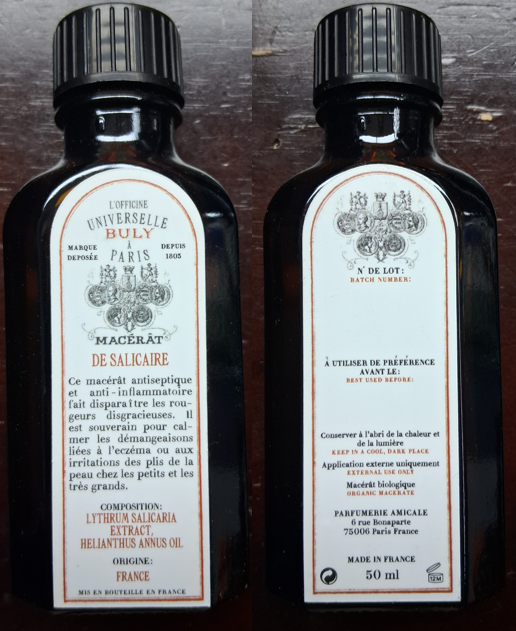 L'OFFICINE
UNIVERSELLE
BULY
À
PARIS
MARQUE
DEPOSÉE
DEPUIS
1803
MACÉRÂT
DE SALICAIRE
Ce macérât antiseptique
et anti-inflammatoire
fait disparaître les rou-
geurs disgracieuses. Il
est souverain pour cal-
mer les démangeaisons
liées à l'eczéma ou aux
irritations des plis de la
peau chez les petits et les
très grands.
COMPOSITION:
LYTHRUM SALICARIA
EXTRACT,
HELIANTHUS ANNUS OIL
ORIGINE:
FRANCE
MIS EN BOUTEILLE EN FRANCE
N° DE LOT:
BATCH NUMBER:
À UTILISER DE PRÉFÉRENCE
AVANT LE:
BEST USED BEFORE:
Conserver à l'abri de la chaleur et
de la lumière
KEEP IN A COOL, DARK PLACE
Application externe uniquement
EXTERNAL USE ONLY
Macérât biologique
ORGANIC MACERATE
PARFUMERIE AMICALE
6 rue Bonaparte
75006 Paris France
MADE IN FRANCE
50 ml
12M